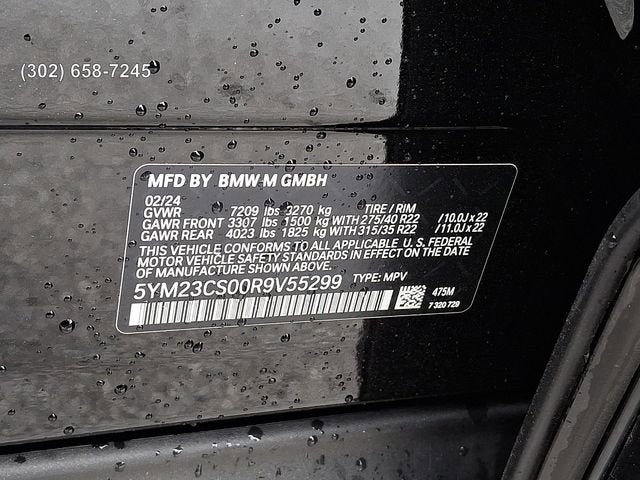 (302) 658-7245
MFD BY BMW M GMBH
02/24
GVWR 7209 lbs 3270 kg TIRE / RIM
GAWR FRONT 3307 lbs 1500 kg WITH 275/40 R22 /10.0J x 22
GAWR REAR 4023 lbs 1825 kg WITH 315/35 R22 /11.0J x 22
THIS VEHICLE CONFORMS TO ALL APPLICABLE U.S. FEDERAL
MOTOR VEHICLE SAFETY STANDARDS IN EFFECT ON THE DATE
OF MANUFACTURE SHOWN ABOVE.
5YM23CS00R9V55299 TYPE: MPV
475M
7 320 729